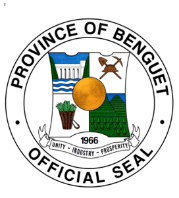 PROVINCE OF BENGUET
1966
UNITY - INDUSTRY - PROSPERITY
OFFICIAL SEAL